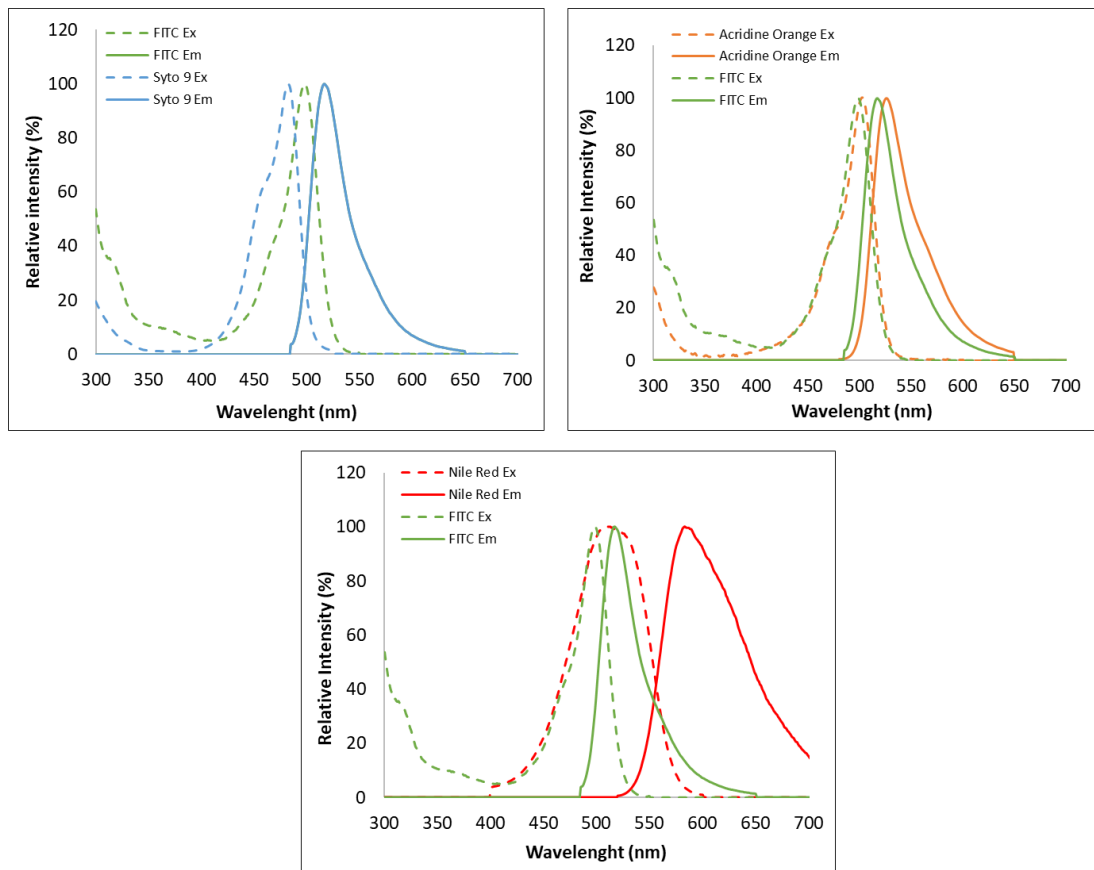 FITC Ex
FITC Em
Syto 9 Ex
Syto 9 Em
120
100
80
60
40
20
0
Relative intensity (%)
300 350 400 450 500 550 600 650 700
Wavelenght (nm)
Acridine Orange Ex
Acridine Orange Em
FITC Ex
FITC Em
120
100
80
60
40
20
0
Relative Intensity (%)
300 350 400 450 500 550 600 650 700
Wavelenght (nm)
Nile Red Ex
Nile Red Em
FITC Ex
FITC Em
120
100
80
60
40
20
0
Relative Intensity (%)
300 350 400 450 500 550 600 650 700
Wavelenght (nm)